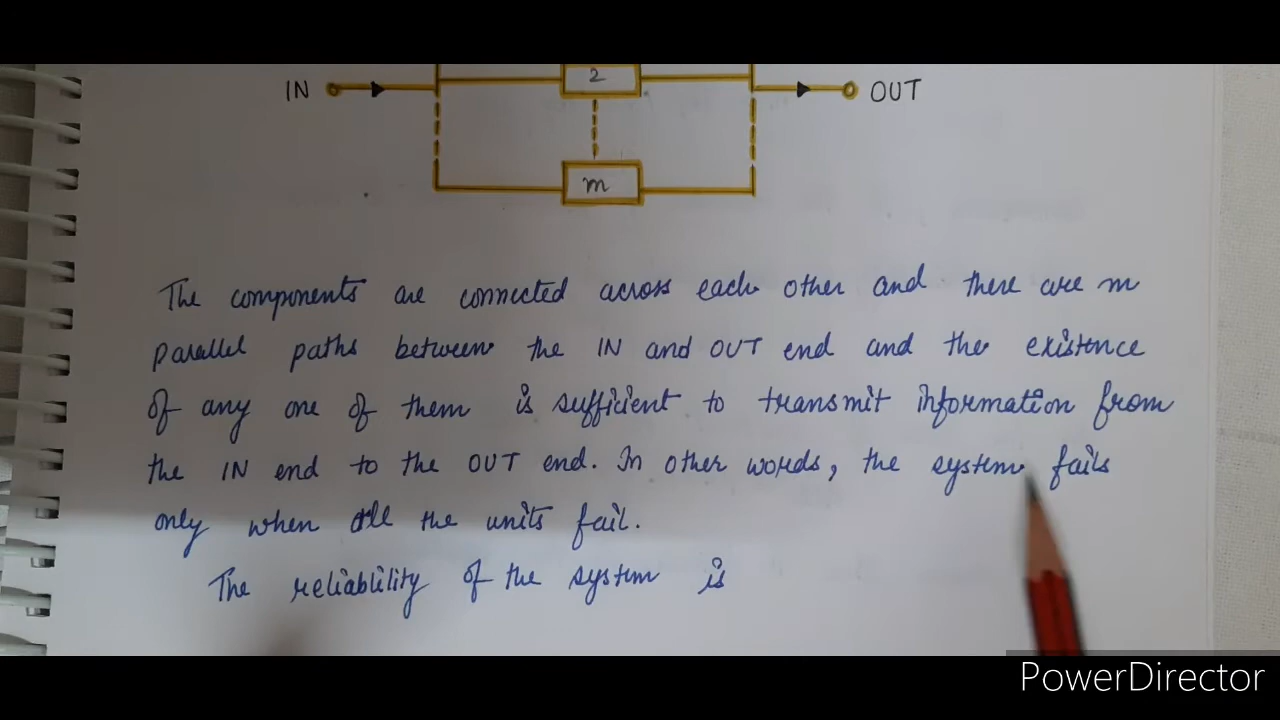 2
IN OUT
m
The components are connected across each other and there are m
parallel paths between the IN and OUT end and the existence
of any one of them is sufficient to transmit information from
the IN end to the OUT end. In other words, the system fails
only when all the units fail.
The reliablility of the system is
PowerDirector